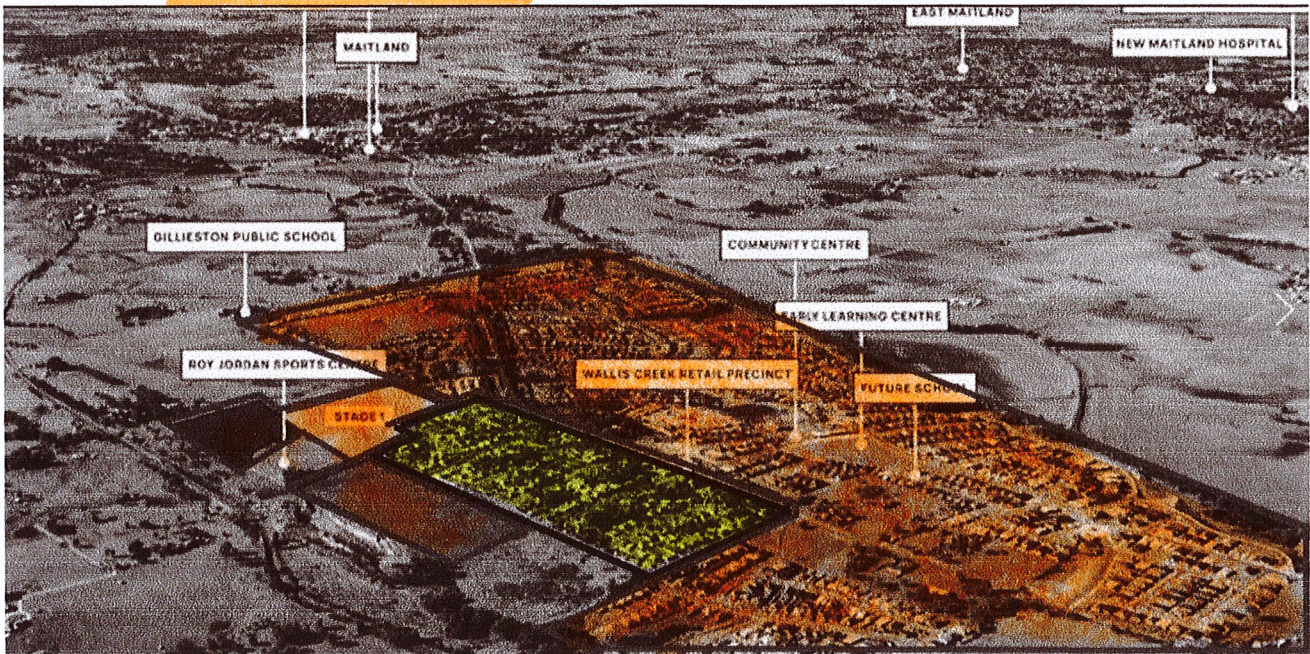 EAST MAITLAND
MAITLAND
NEW MAITLAND HOSPITAL
GILLIESTON PUBLIC SCHOOL
COMMUNITY CENTRE
EARLY LEARNING CENTRE
ROY JORDAN SPORTS CENTRE
WALLIS CREEK RETAIL PRECINCT
FUTURE SCHOOL
STAGE 1